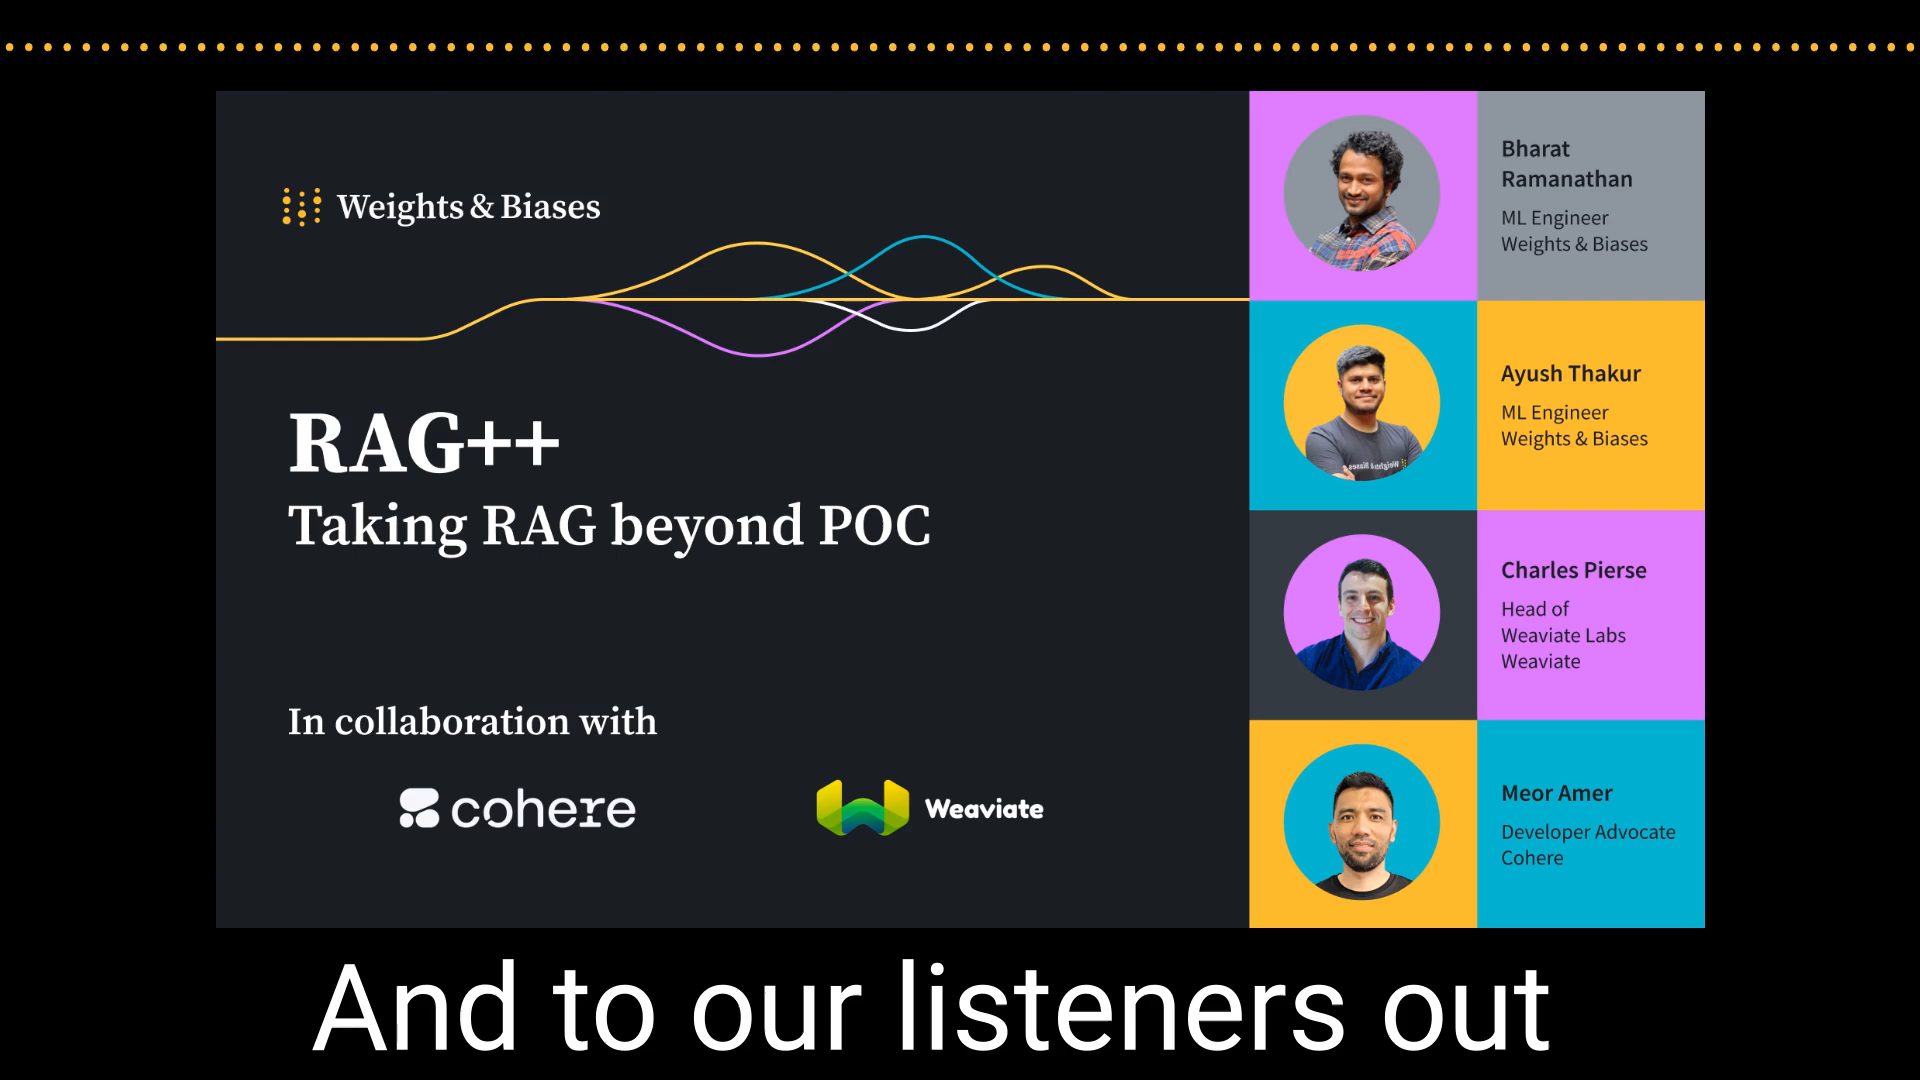 Weights & Biases
RAG++
Taking RAG beyond POC
In collaboration with
cohere
Weaviate
Bharat
Ramanathan
ML Engineer
Weights & Biases
Ayush Thakur
ML Engineer
Weights & Biases
Weights & Biases
Charles Pierse
Head of
Weaviate Labs
Weaviate
Meor Amer
Developer Advocate
Cohere
And to our listeners out